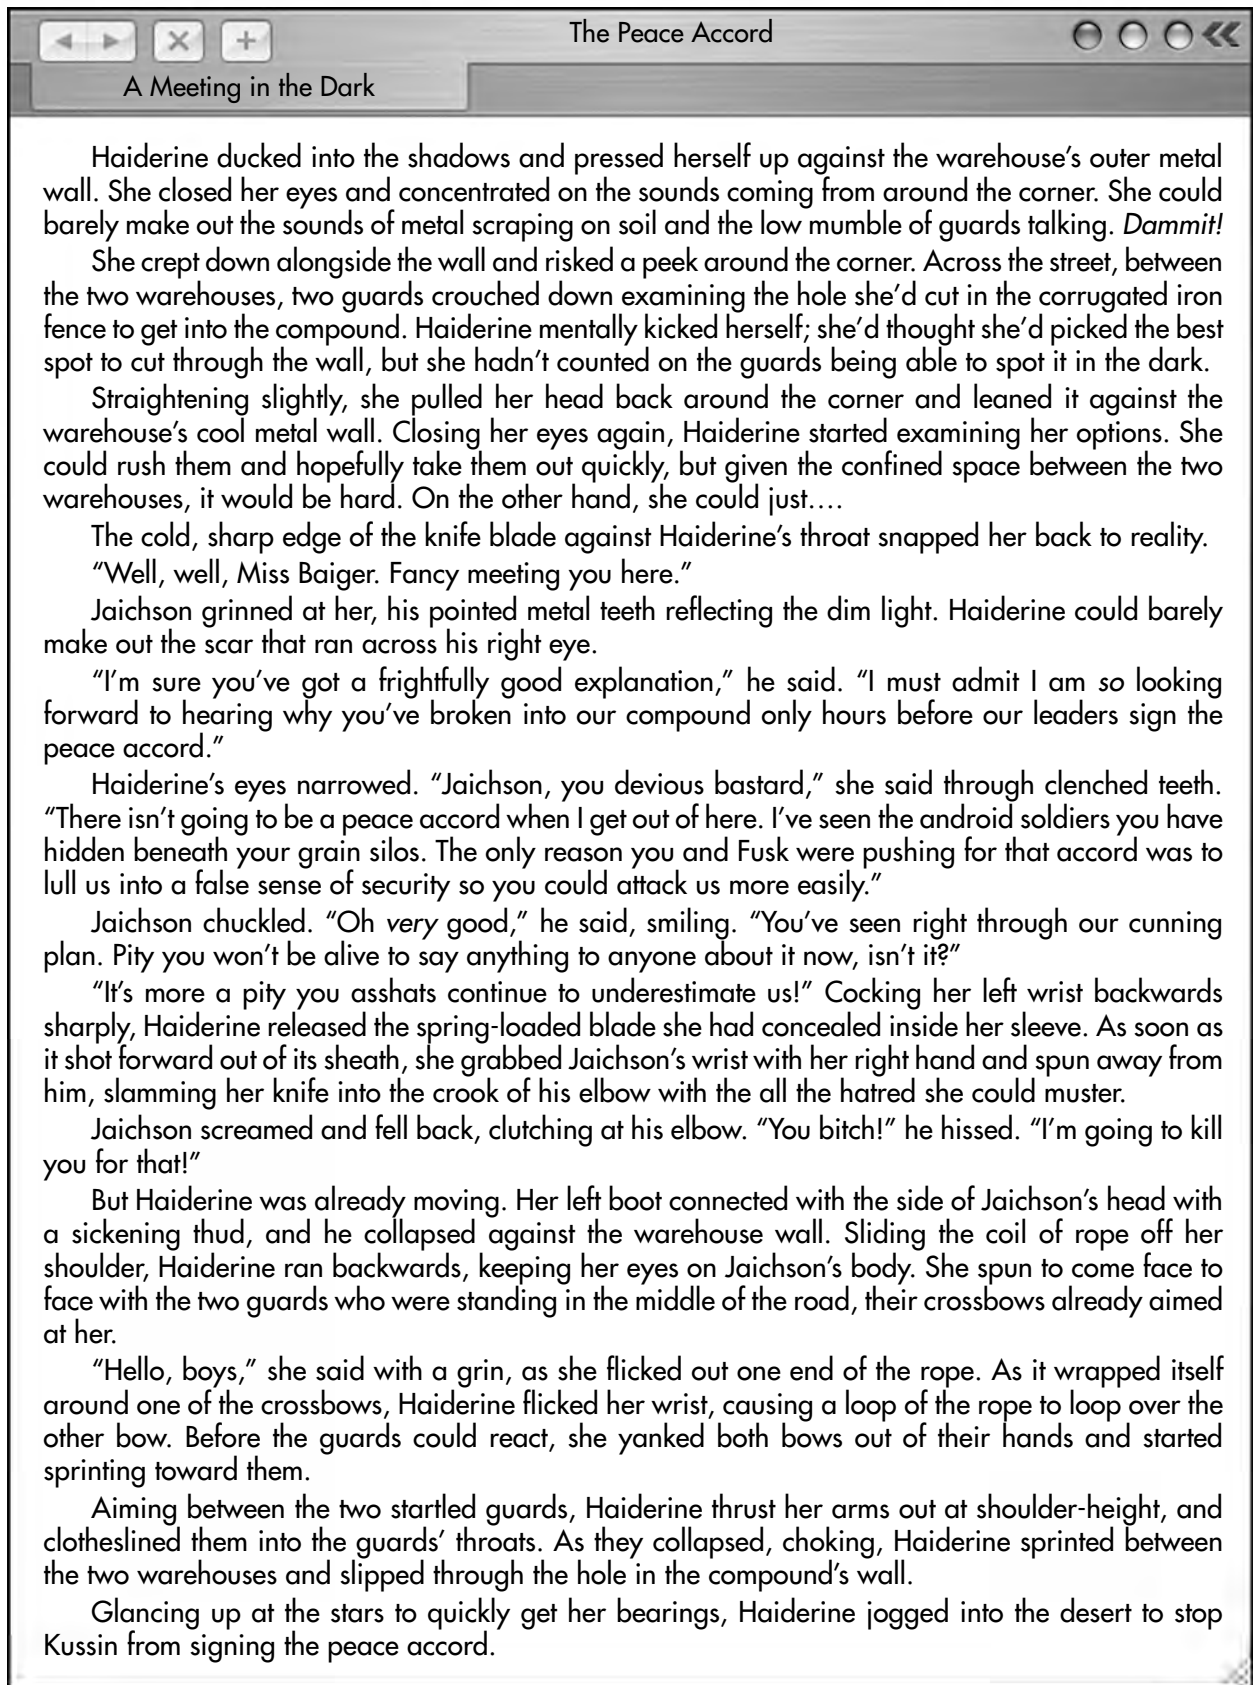 The Peace Accord
A Meeting in the Dark
Haiderine ducked into the shadows and pressed herself up against the warehouse’s outer metal
wall. She closed her eyes and concentrated on the sounds coming from around the corner. She could
barely make out the sounds of metal scraping on soil and the low mumble of guards talking. Dammit!
She crept down alongside the wall and risked a peek around the corner. Across the street, between
the two warehouses, two guards crouched down examining the hole she’d cut in the corrugated iron
fence to get into the compound. Haiderine mentally kicked herself; she’d thought she’d picked the best
spot to cut through the wall, but she hadn’t counted on the guards being able to spot it in the dark.
Straightening slightly, she pulled her head back around the corner and leaned it against the
warehouse’s cool metal wall. Closing her eyes again, Haiderine started examining her options. She
could rush them and hopefully take them out quickly, but given the confined space between the two
warehouses, it would be hard. On the other hand, she could just….
The cold, sharp edge of the knife blade against Haiderine’s throat snapped her back to reality.
“Well, well, Miss Baiger. Fancy meeting you here.”
Jaichson grinned at her, his pointed metal teeth reflecting the dim light. Haiderine could barely
make out the scar that ran across his right eye.
“I’m sure you’ve got a frightfully good explanation,” he said. “I must admit I am so looking
forward to hearing why you’ve broken into our compound only hours before our leaders sign the
peace accord.”
Haiderine’s eyes narrowed. “Jaichson, you devious bastard,” she said through clenched teeth.
“There isn’t going to be a peace accord when I get out of here. I’ve seen the android soldiers you have
hidden beneath your grain silos. The only reason you and Fusk were pushing for that accord was to
lull us into a false sense of security so you could attack us more easily.”
Jaichson chuckled. “Oh very good,” he said, smiling. “You’ve seen right through our cunning
plan. Pity you won’t be alive to say anything to anyone about it now, isn’t it?”
“It’s more a pity you asshats continue to underestimate us!” Cocking her left wrist backwards
sharply, Haiderine released the spring-loaded blade she had concealed inside her sleeve. As soon as
it shot forward out of its sheath, she grabbed Jaichson’s wrist with her right hand and spun away from
him, slamming her knife into the crook of his elbow with the all the hatred she could muster.
Jaichson screamed and fell back, clutching at his elbow. “You bitch!” he hissed. “I’m going to kill
you for that!”
But Haiderine was already moving. Her left boot connected with the side of Jaichson’s head with
a sickening thud, and he collapsed against the warehouse wall. Sliding the coil of rope off her
shoulder, Haiderine ran backwards, keeping her eyes on Jaichson’s body. She spun to come face to
face with the two guards who were standing in the middle of the road, their crossbows already aimed
at her.
“Hello, boys,” she said with a grin, as she flicked out one end of the rope. As it wrapped itself
around one of the crossbows, Haiderine flicked her wrist, causing a loop of the rope to loop over the
other bow. Before the guards could react, she yanked both bows out of their hands and started
sprinting toward them.
Aiming between the two startled guards, Haiderine thrust her arms out at shoulder-height, and
clotheslined them into the guards’ throats. As they collapsed, choking, Haiderine sprinted between
the two warehouses and slipped through the hole in the compound’s wall.
Glancing up at the stars to quickly get her bearings, Haiderine jogged into the desert to stop
Kussin from signing the peace accord.